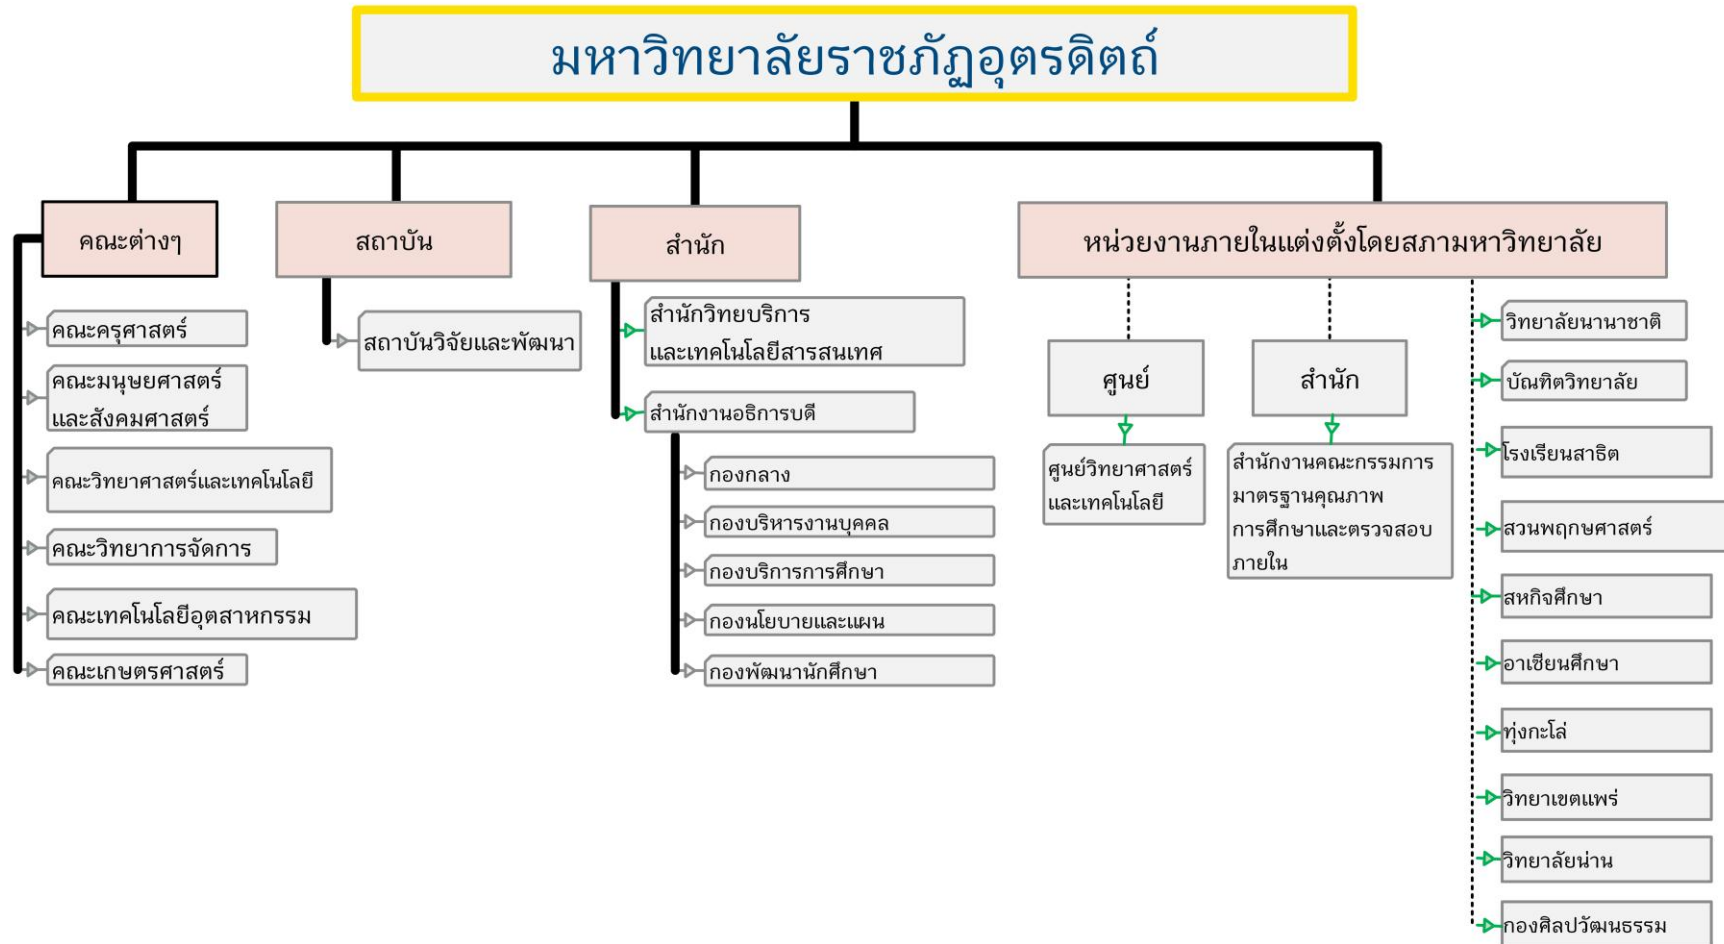 มหาวิทยาลัยราชภัฏอุตรดิตถ์
คณะต่างๆ
คณะครุศาสตร์
คณะมนุษยศาสตร์
และสังคมศาสตร์
คณะวิทยาศาสตร์และเทคโนโลยี
คณะวิทยาการจัดการ
คณะเทคโนโลยีอุตสาหกรรม
คณะเกษตรศาสตร์
สถาบัน
สถาบันวิจัยและพัฒนา
สำนัก
สำนักวิทยบริการ
และเทคโนโลยีสารสนเทศ
สำนักงานอธิการบดี
กองกลาง
กองบริหารงานบุคคล
กองบริการการศึกษา
กองนโยบายและแผน
กองพัฒนานักศึกษา
หน่วยงานภายในแต่งตั้งโดยสภามหาวิทยาลัย
ศูนย์
ศูนย์วิทยาศาสตร์
และเทคโนโลยี
สำนัก
สำนักงานคณะกรรมการ
มาตรฐานคุณภาพ
การศึกษาและตรวจสอบ
ภายใน
วิทยาลัยนานาชาติ
บัณฑิตวิทยาลัย
โรงเรียนสาธิต
สวนพฤกษศาสตร์
สหกิจศึกษา
อาเซียนศึกษา
ทุ่งกะโล่
วิทยาเขตแพร่
วิทยาลัยน่าน
กองศิลปวัฒนธรรม